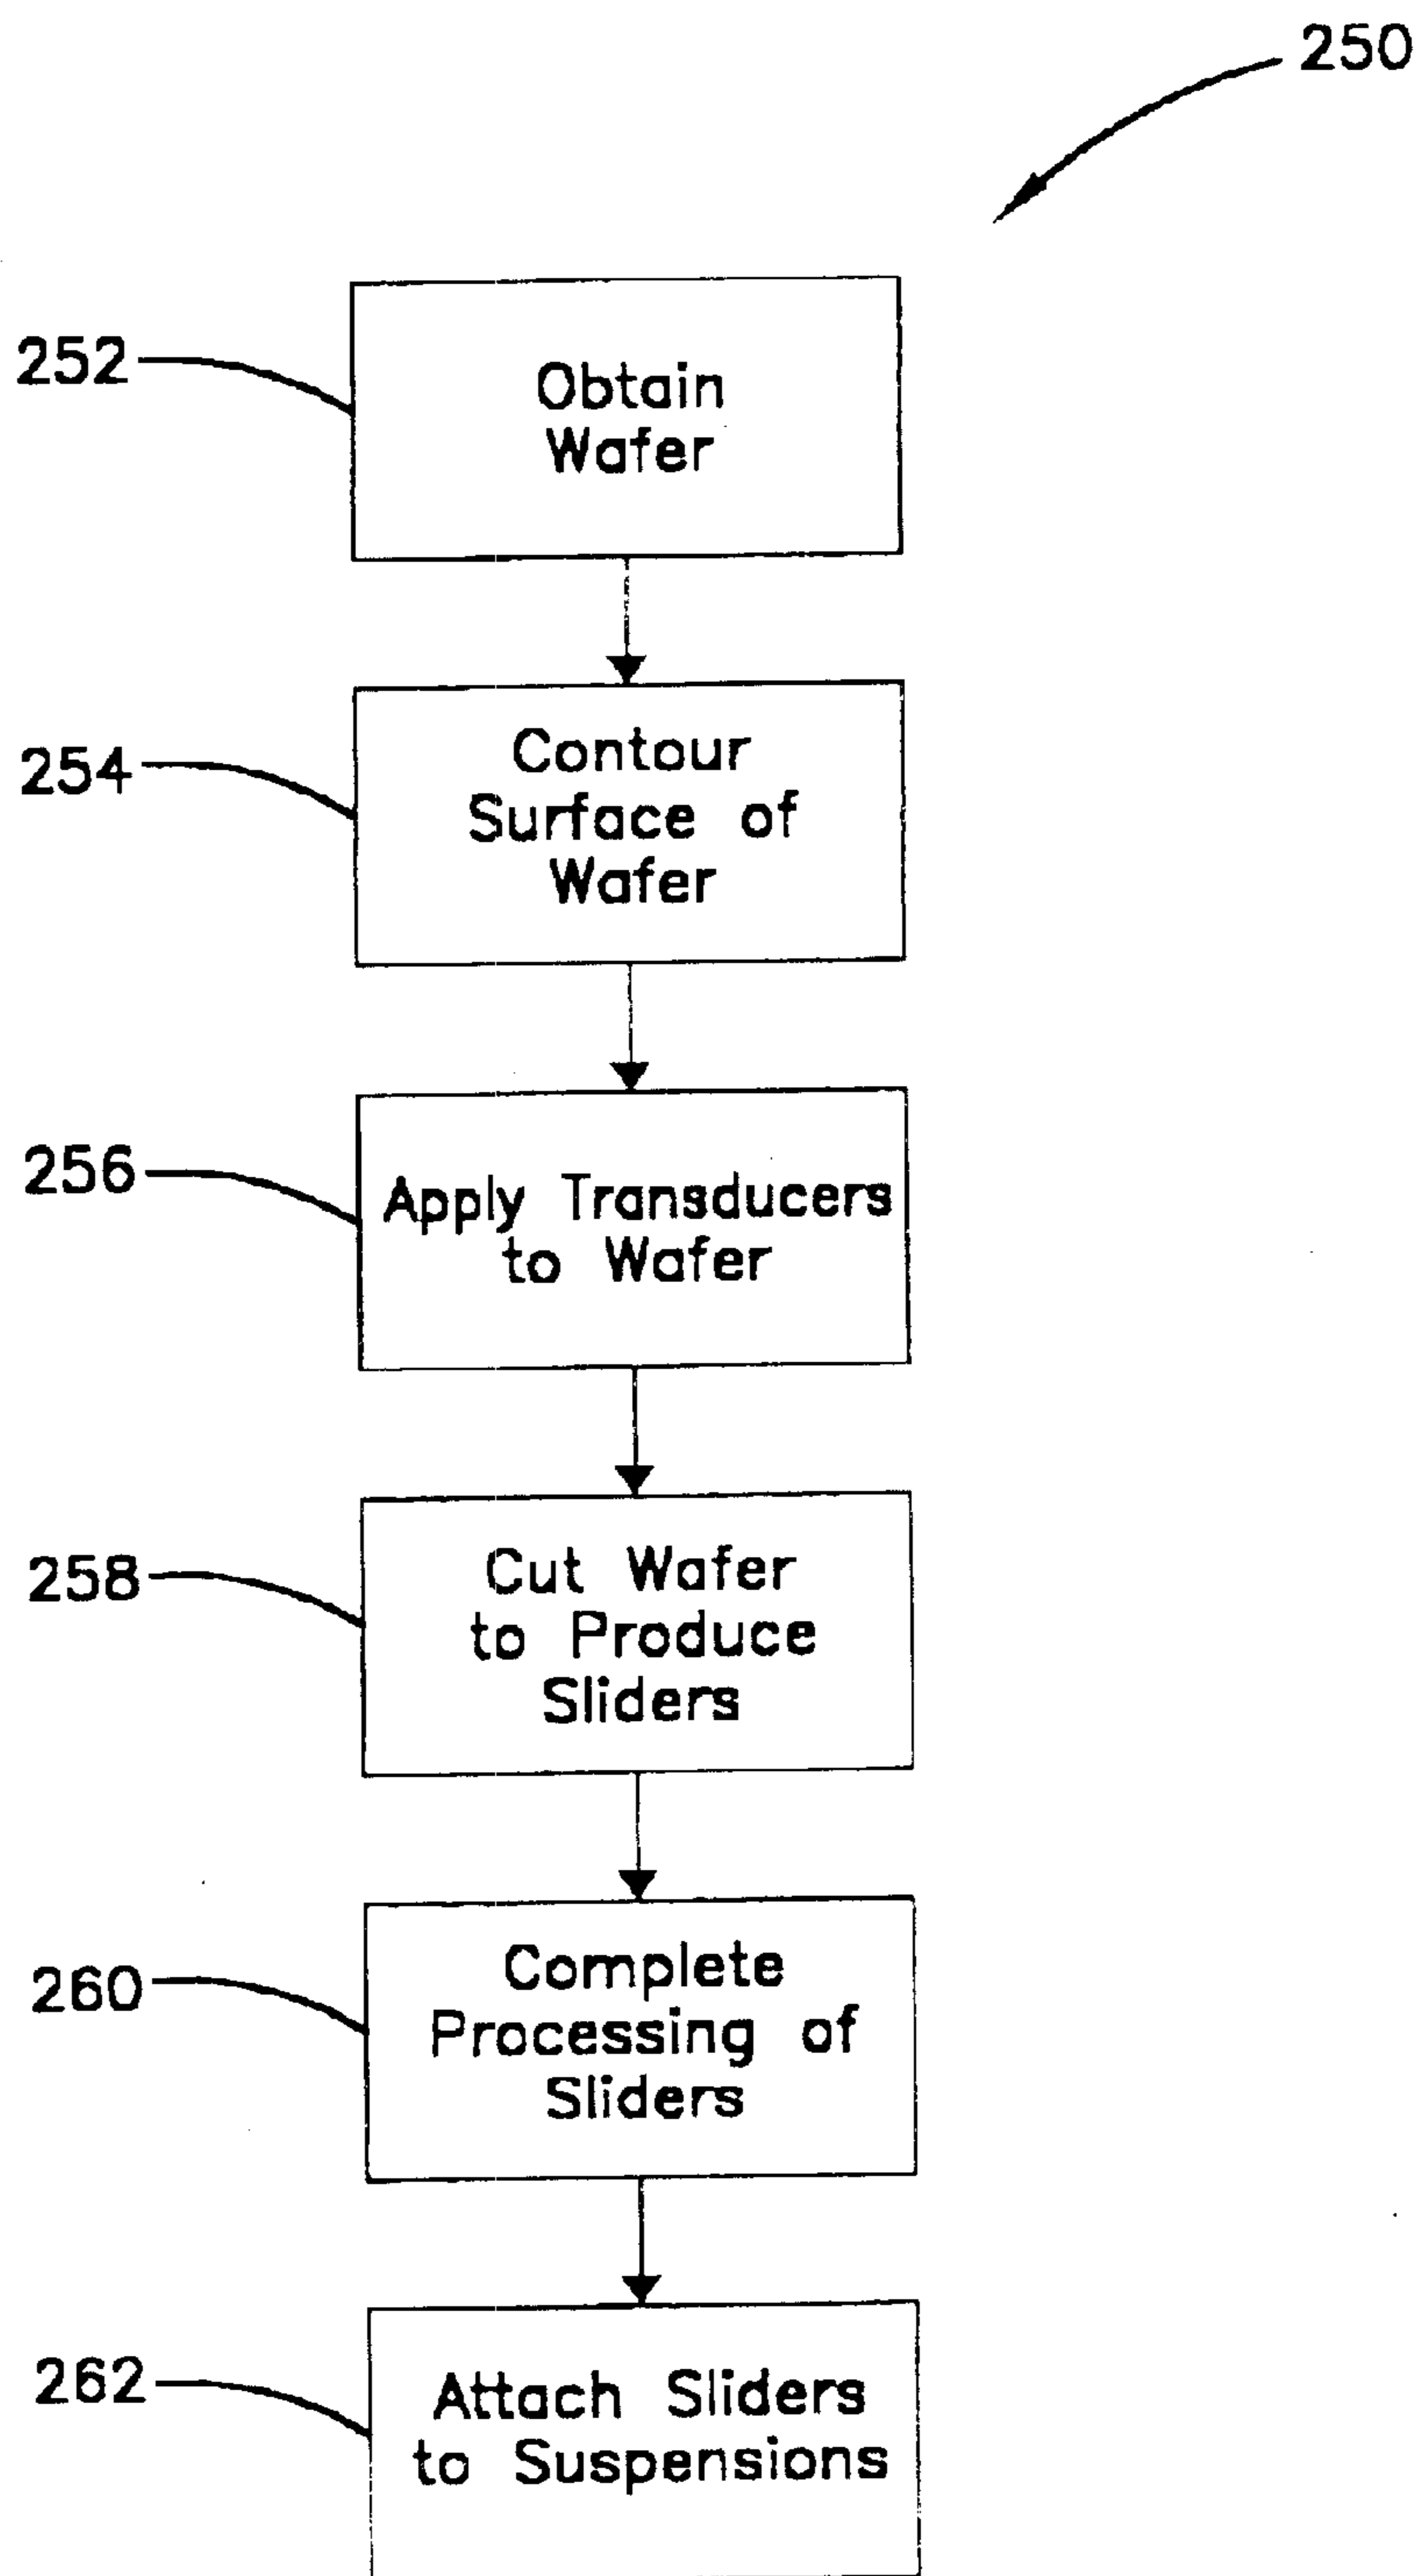 250
252
Obtain
Wafer
254
Contour
Surface of
Wafer
256
Apply Transducers
to Wafer
258
Cut Wafer
to Produce
Sliders
260
Complete
Processing of
Sliders
262
Attach Sliders
to Suspensions